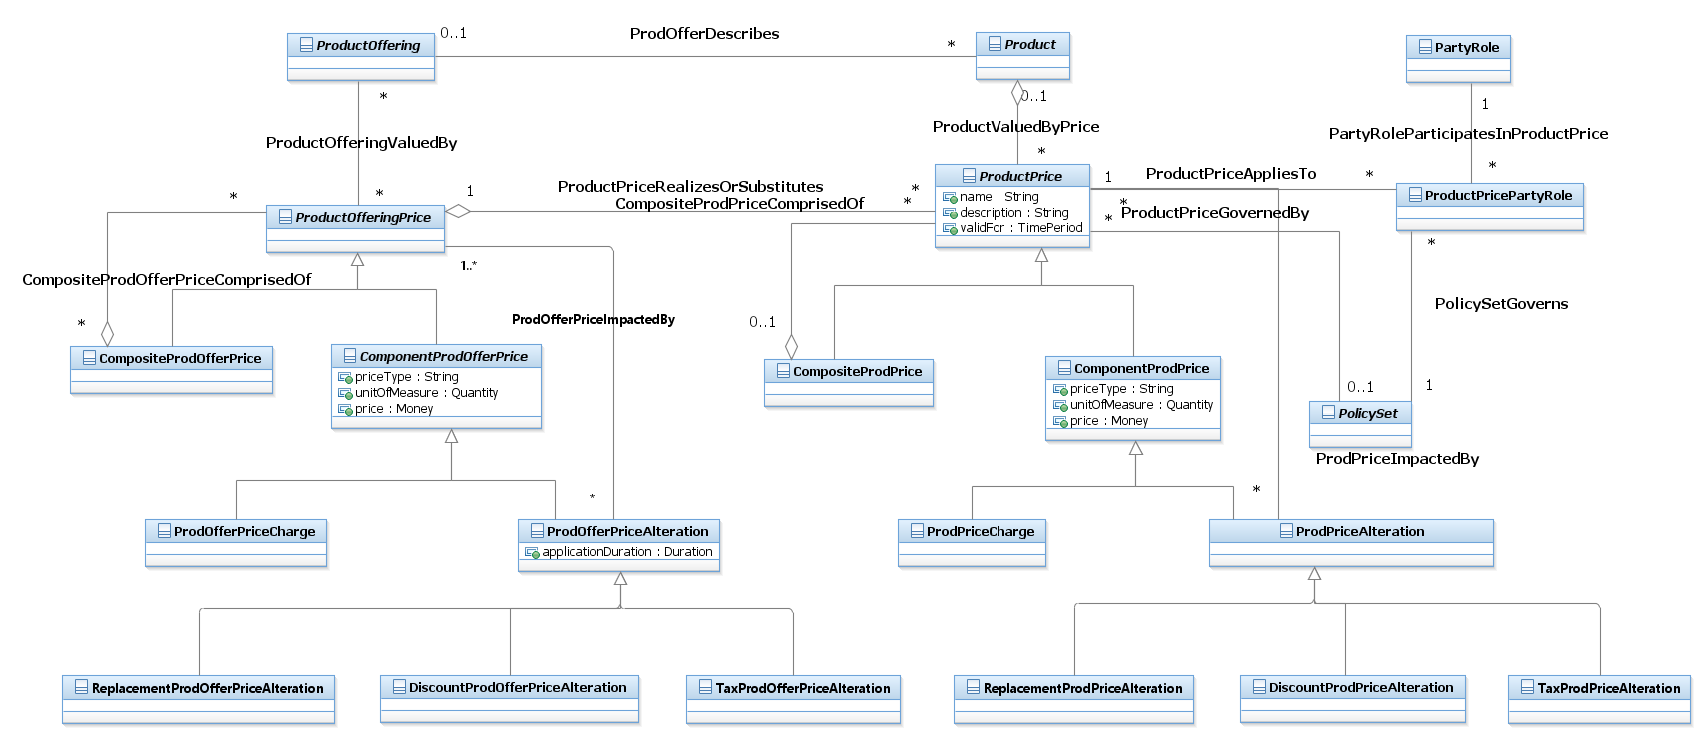 ProductOffering
0..1
ProdOfferDescribes
*
Product
PartyRole
*
0..1
1
ProductOfferingValuedBy
ProductValuedByPrice
PartyRoleParticipatesInProductPrice
*
*
*
*
1
ProductPriceRealizesOrSubstitutes
*
CompositeProdPriceComprisedOf
*
ProductPrice
name String
description : String
validFor : TimePeriod
1
ProductPriceAppliesTo
*
*
*
ProductPriceGovernedBy
ProductPricePartyRole
ProductOfferingPrice
*
1..*
CompositeProdOfferPriceComprisedOf
PolicySetGoverns
*
ProdOfferPriceImpactedBy
0..1
CompositeProdOfferPrice
ComponentProdOfferPrice
priceType : String
unitOfMeasure : Quantity
price : Money
CompositeProdPrice
ComponentProdPrice
priceType : String
unitOfMeasure : Quantity
price : Money
0..1
1
PolicySet
ProdPriceImpactedBy
*
*
ProdOfferPriceCharge
ProdOfferPriceAlteration
applicationDuration : Duration
ProdPriceCharge
ProdPriceAlteration
ReplacementProdOfferPriceAlteration
DiscountProdOfferPriceAlteration
TaxProdOfferPriceAlteration
ReplacementProdPriceAlteration
DiscountProdPriceAlteration
TaxProdPriceAlteration